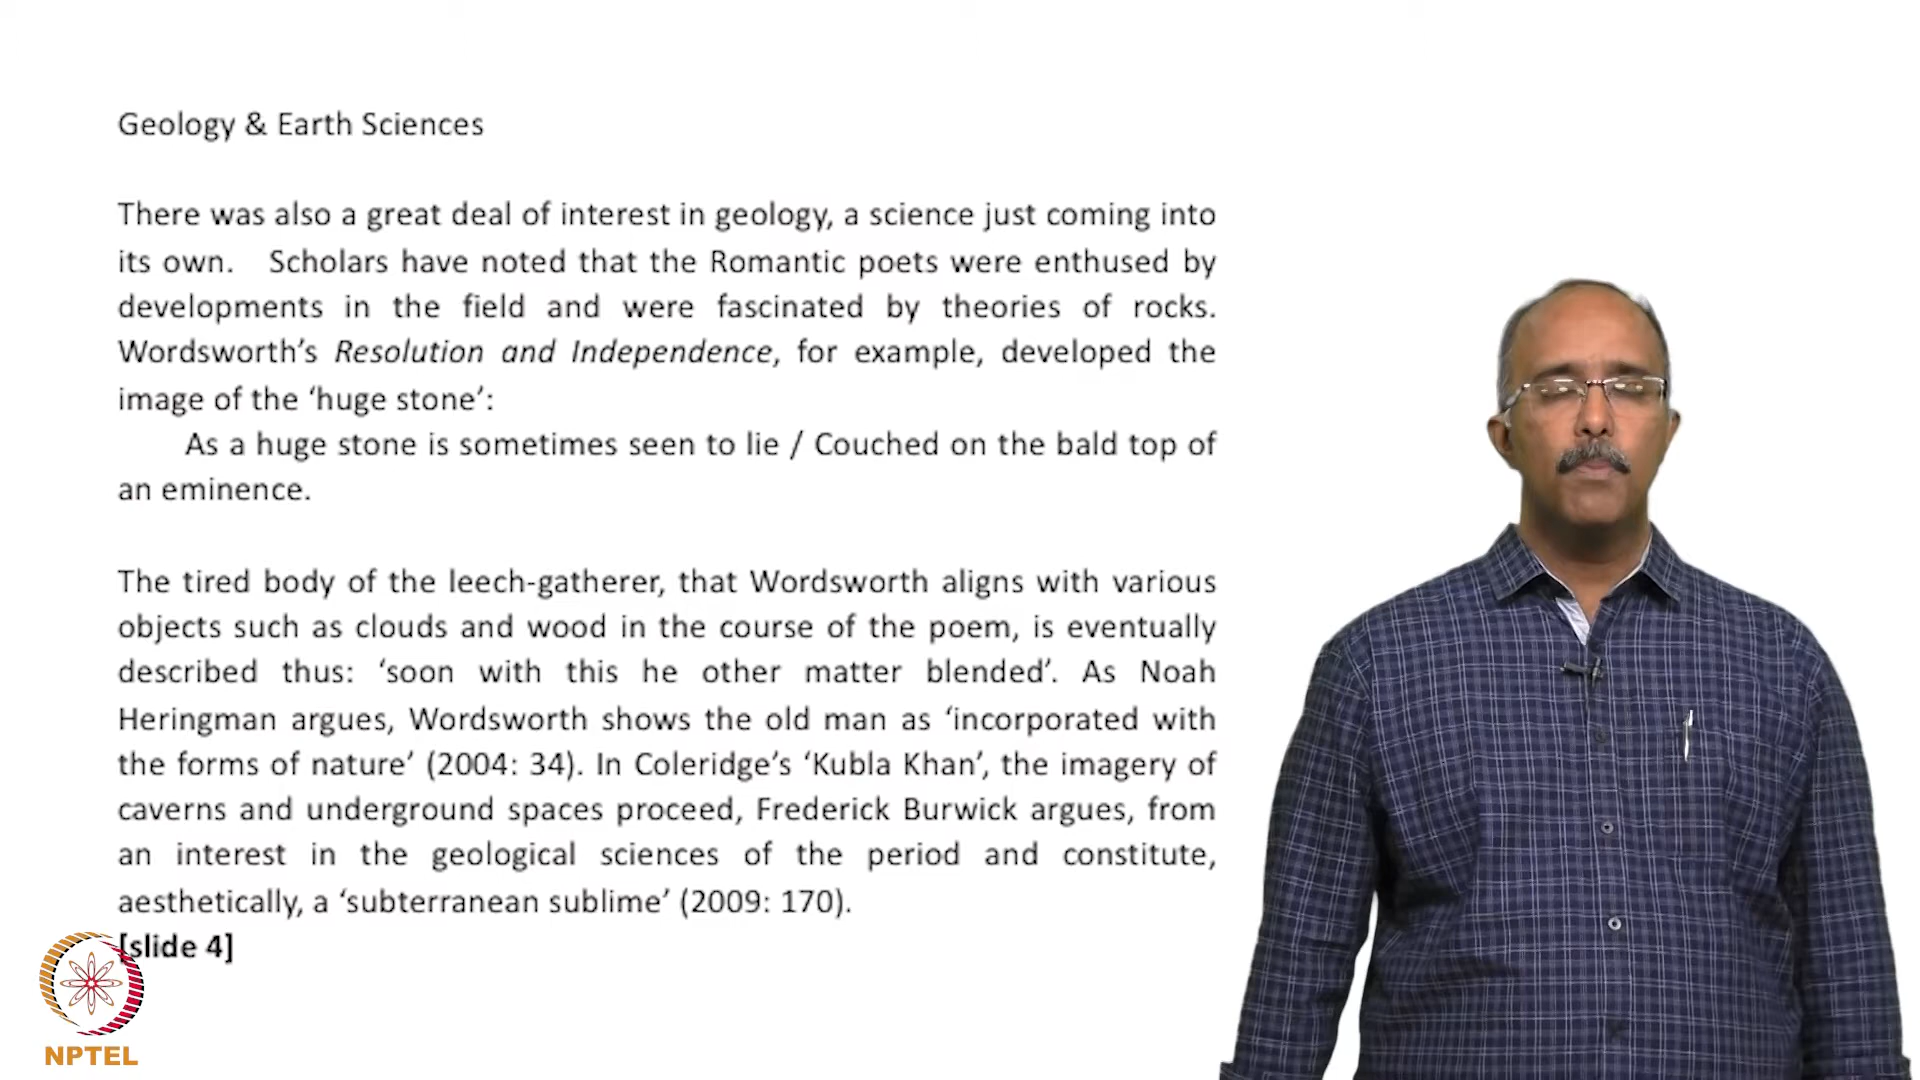 Geology & Earth Sciences
There was also a great deal of interest in geology, a science just coming into
its own. Scholars have noted that the Romantic poets were enthused by
developments in the field and were fascinated by theories of rocks.
Wordsworth’s Resolution and Independence, for example, developed the
image of the ‘huge stone’:
As a huge stone is sometimes seen to lie / Couched on the bald top of
an eminence.
The tired body of the leech-gatherer, that Wordsworth aligns with various
objects such as clouds and wood in the course of the poem, is eventually
described thus: ‘soon with this he other matter blended’. As Noah
Heringman argues, Wordsworth shows the old man as ‘incorporated with
the forms of nature’ (2004: 34). In Coleridge’s ‘Kubla Khan’, the imagery of
caverns and underground spaces proceed, Frederick Burwick argues, from
an interest in the geological sciences of the period and constitute,
aesthetically, a ‘subterranean sublime’ (2009: 170).
[slide 4]
NPTEL